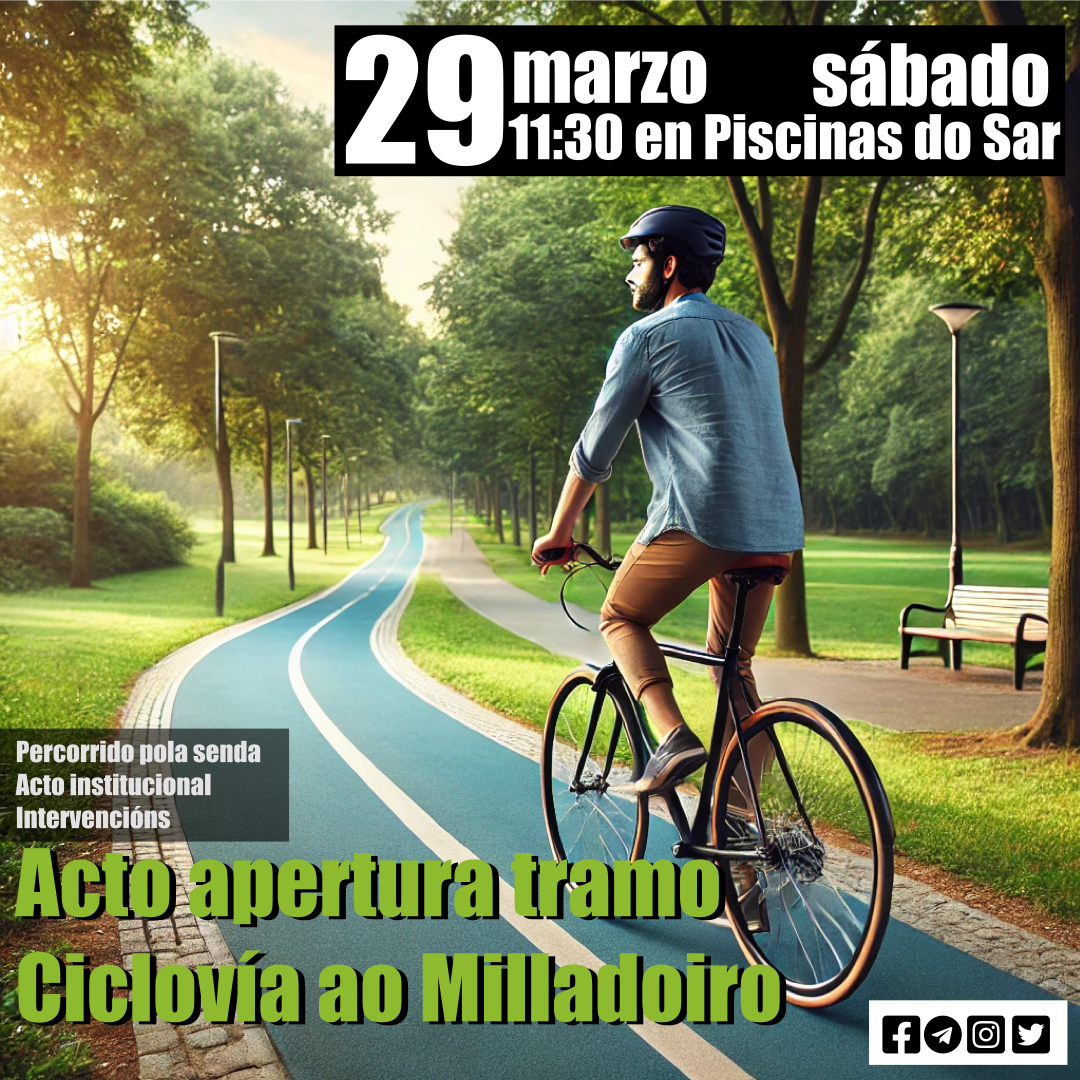 29 marzo sábado
11:30 en Piscinas do Sar
Percorrido pola senda
Acto institucional
Intervencións
Acto apertura tramo
Ciclovía ao Milladoiro